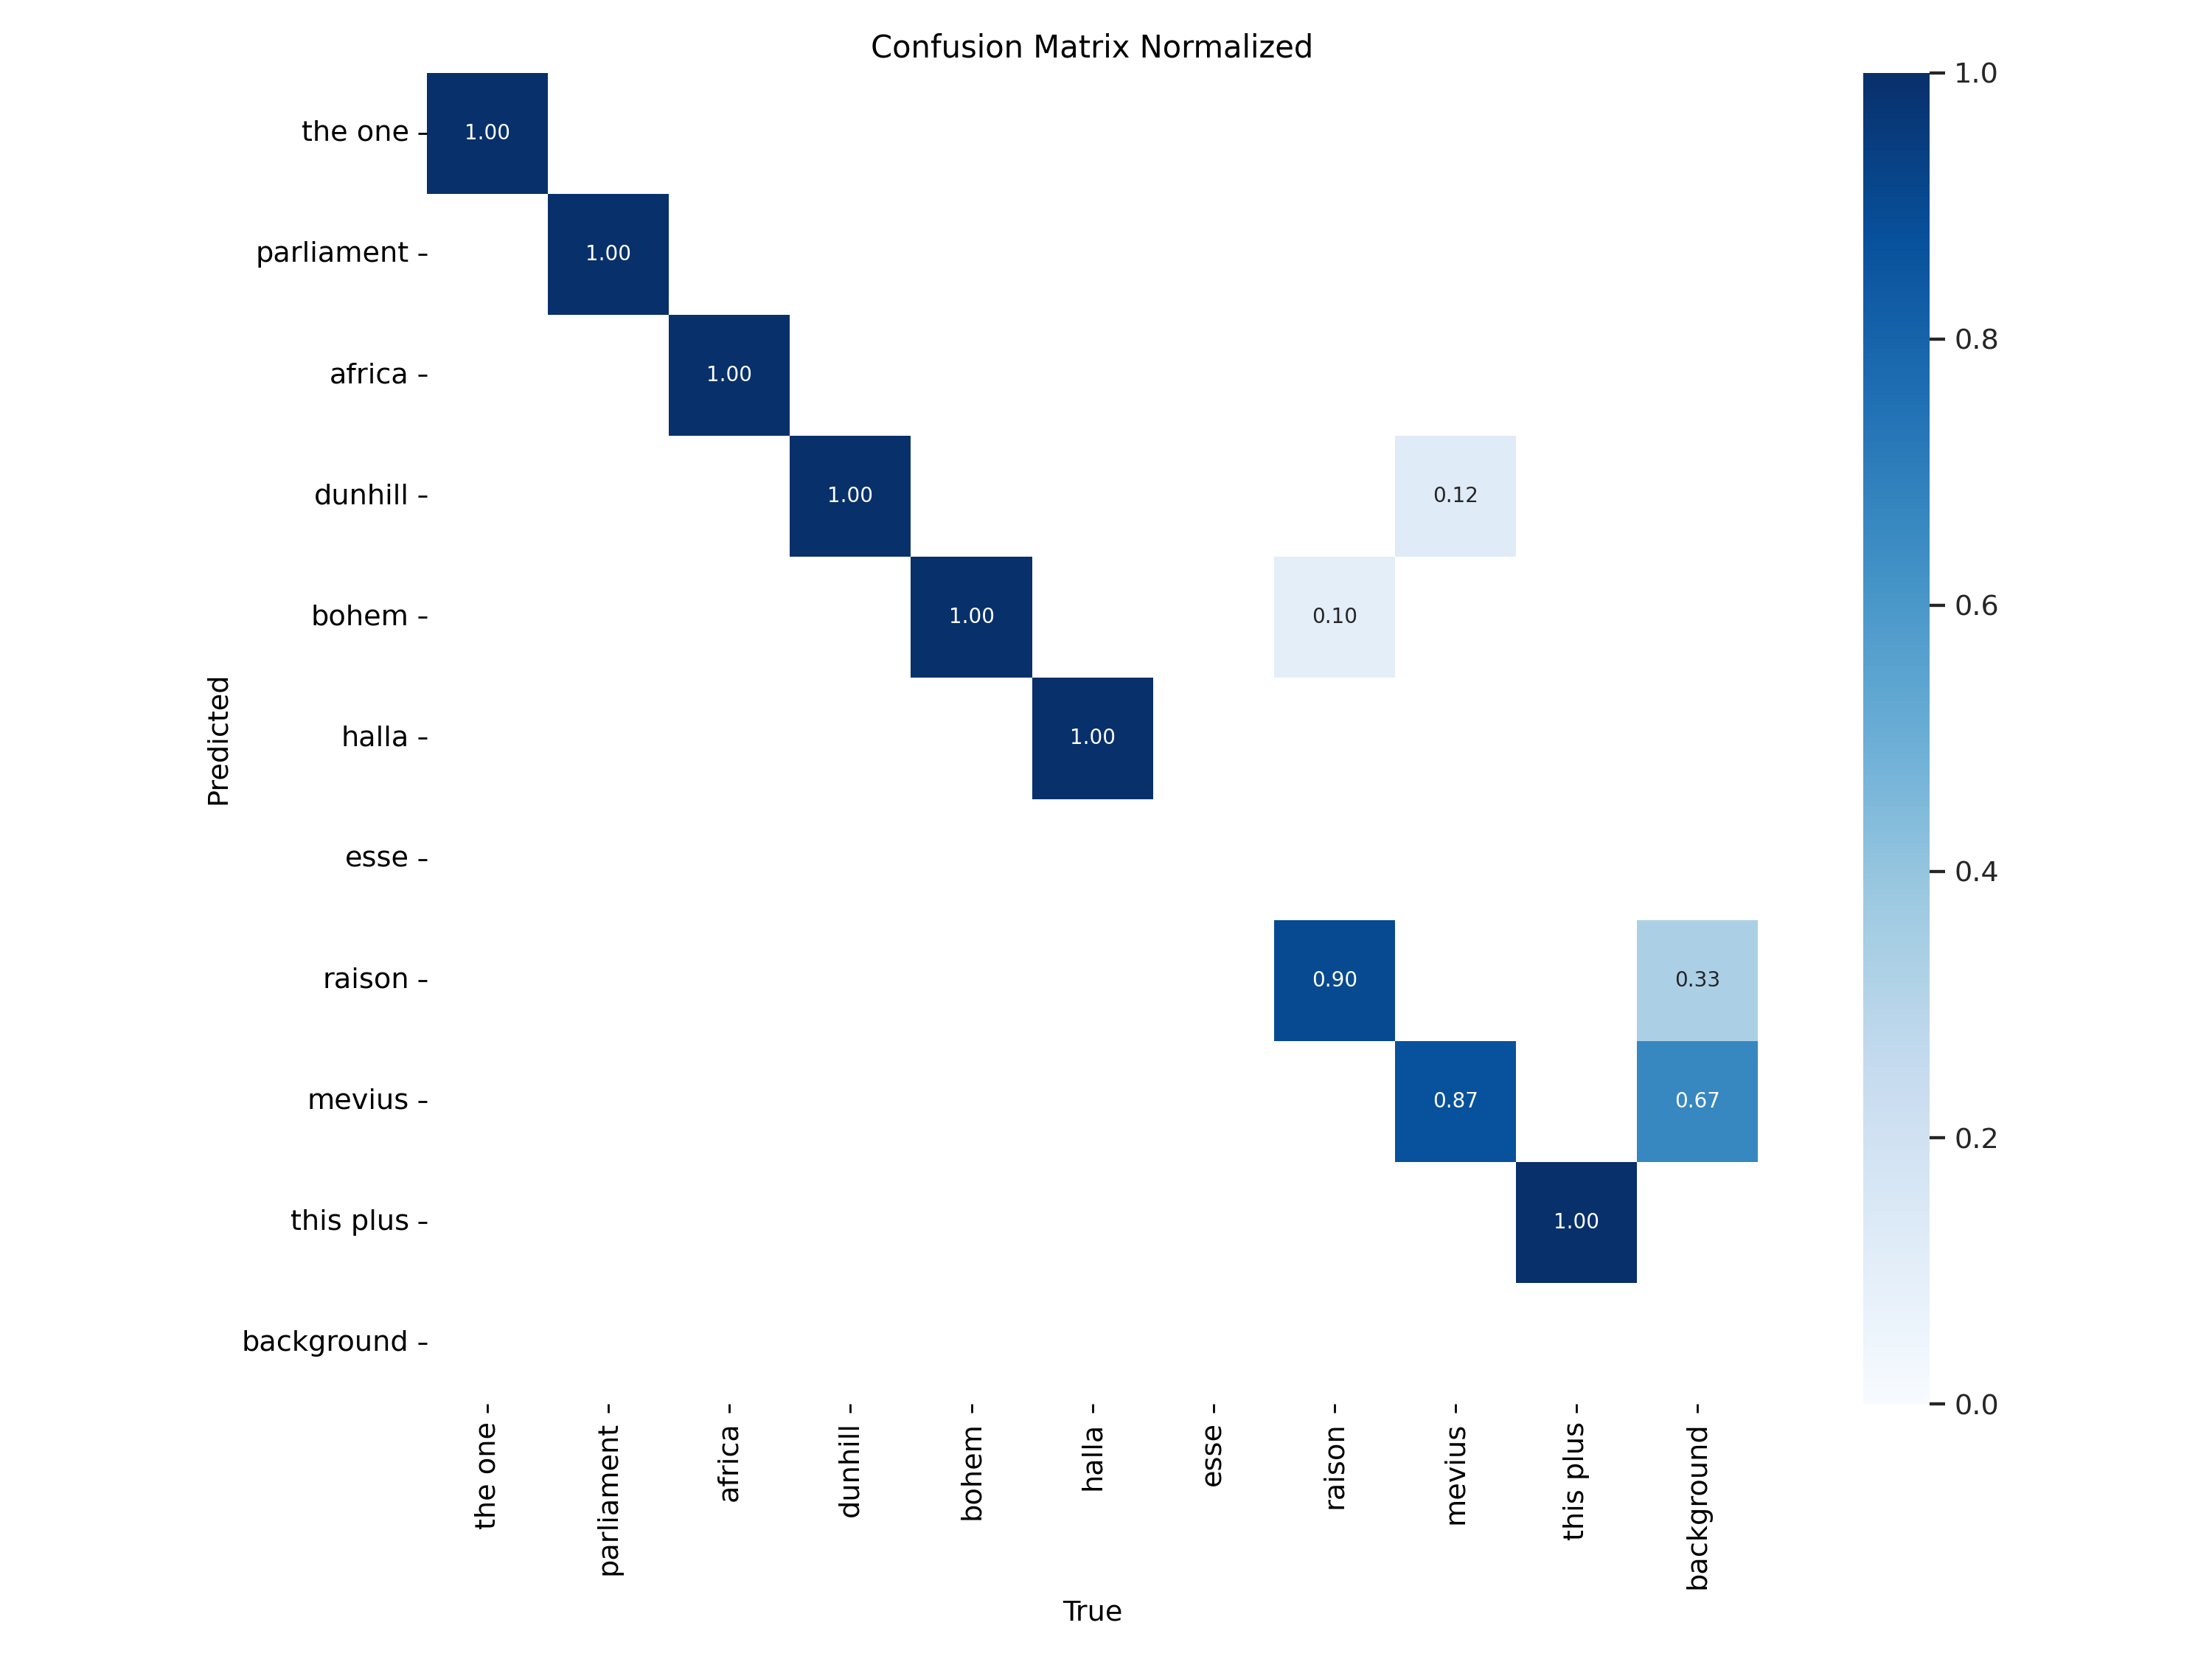 Confusion Matrix Normalized
the one 1.00
parliament 1.00
africa 1.00
dunhill 1.00 0.12
bohem 1.00 0.10
halla 1.00
esse
raison 0.90 0.33
mevius 0.87 0.67
this plus 1.00
background
Predicted
the one parliament africa dunhill bohem halla esse raison mevius this plus background
True
1.0
0.8
0.6
0.4
0.2
0.0